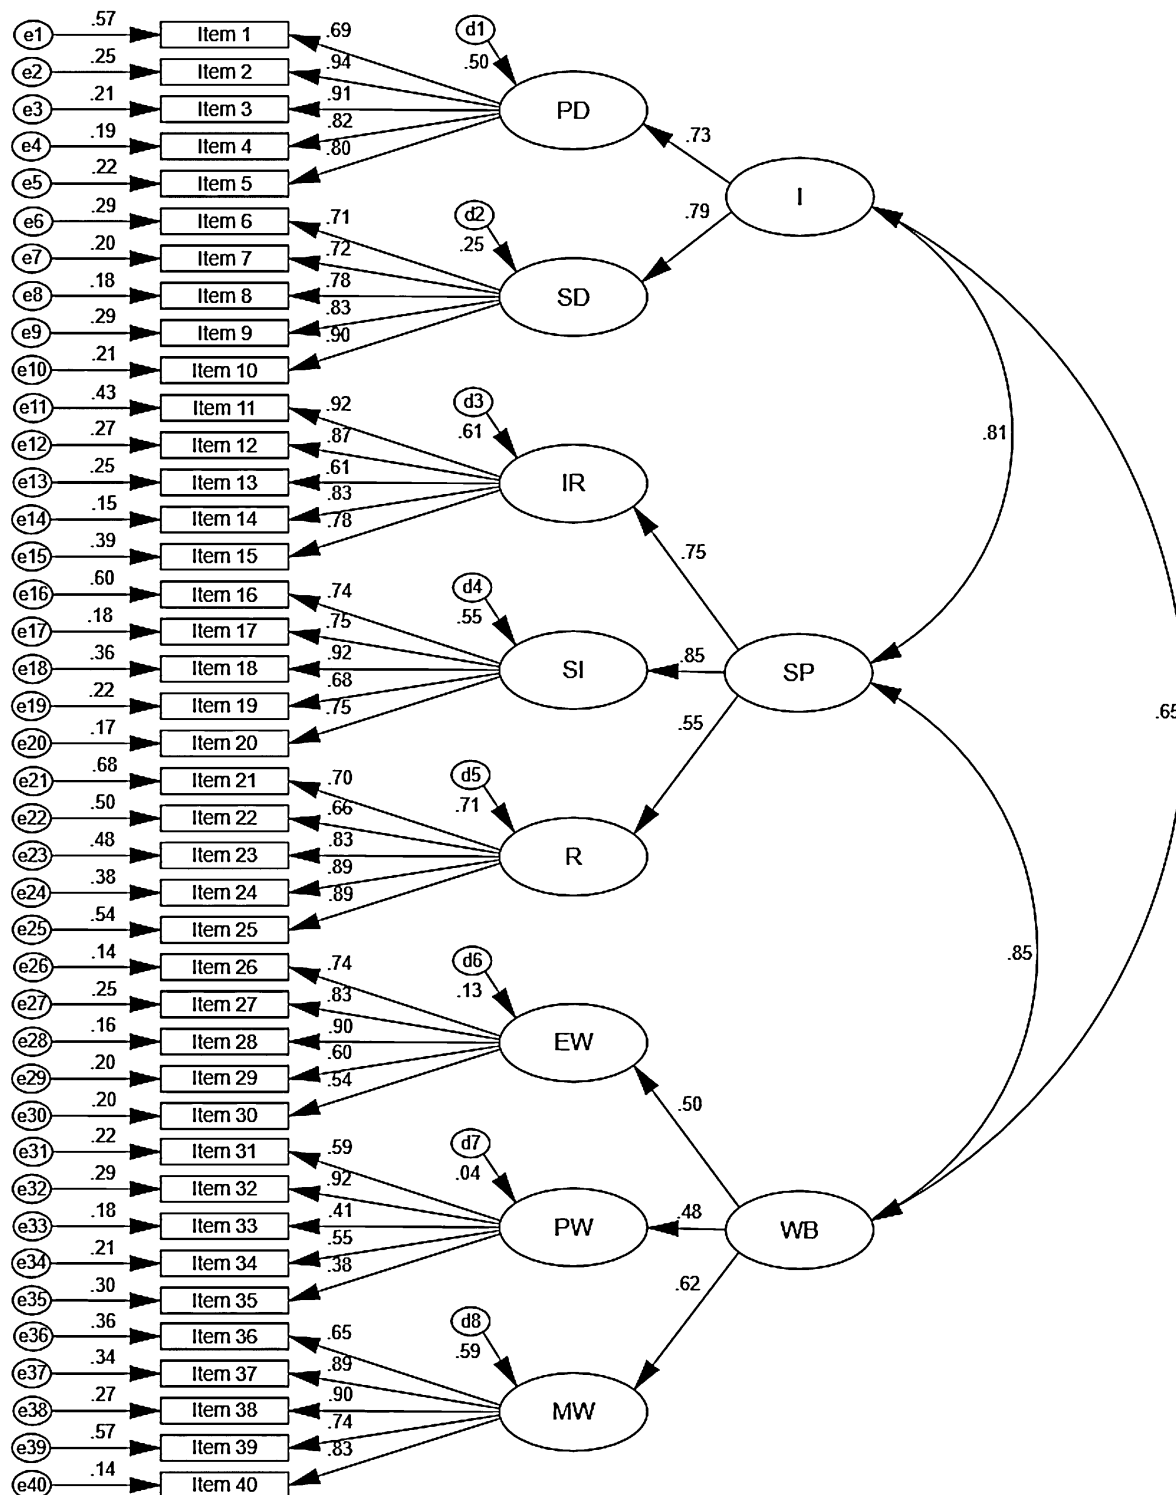 e1 .57 Item 1 .69 d1
e2 .25 Item 2 .94 .50 PD
e3 .21 Item 3 .91
e4 .19 Item 4 .82 .73
e5 .22 Item 5 .80 I
e6 .29 Item 6 .71 d2 .79
e7 .20 Item 7 .72 .25
e8 .18 Item 8 .78 SD
e9 .29 Item 9 .83
e10 .21 Item 10 .90
e11 .43 Item 11 .92 d3
e12 .27 Item 12 .87 .61 .81
e13 .25 Item 13 .61 IR
e14 .15 Item 14 .83
e15 .39 Item 15 .78 .75
e16 .60 Item 16 .74 d4
e17 .18 Item 17 .75 .55
e18 .36 Item 18 .92 SI .85 SP
e19 .22 Item 19 .68 .65
e20 .17 Item 20 .75 .55
e21 .68 Item 21 .70 d5
e22 .50 Item 22 .66 .71
e23 .48 Item 23 .83 R
e24 .38 Item 24 .89
e25 .54 Item 25 .89
e26 .14 Item 26 .74 d6 .85
e27 .25 Item 27 .83 .13
e28 .16 Item 28 .90 EW
e29 .20 Item 29 .60
e30 .20 Item 30 .54 .50
e31 .22 Item 31 .59 d7
e32 .29 Item 32 .92 .04
e33 .18 Item 33 .41 PW .48 WB
e34 .21 Item 34 .55
e35 .30 Item 35 .38 .62
e36 .36 Item 36 .65 d8
e37 .34 Item 37 .89 .59
e38 .27 Item 38 .90 MW
e39 .57 Item 39 .74
e40 .14 Item 40 .83